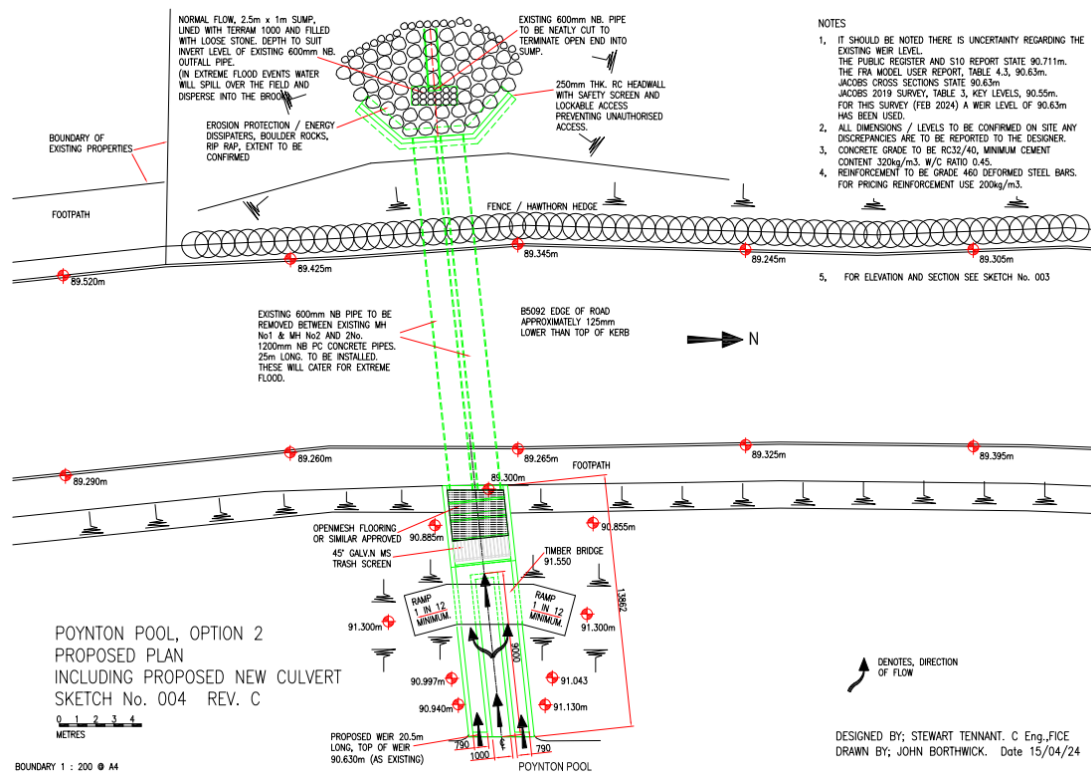 NORMAL FLOW, 2.5m x 1m SUMP,
LINED WITH TERRAM 1000 AND FILLED
WITH LOOSE STONE. DEPTH TO SUIT
INVERT LEVEL OF EXISTING 600mm NB.
OUTFALL PIPE.
(IN EXTREME FLOOD EVENTS WATER
WILL SPILL OVER THE FIELD AND
DISPERSE INTO THE BROOK)
EXISTING 600mm NB. PIPE
TO BE NEATLY CUT TO
TERMINATE OPEN END INTO
SUMP.
250mm THK. RC HEADWALL
WITH SAFETY SCREEN AND
LOCKABLE ACCESS
PREVENTING UNAUTHORISED
ACCESS.
EROSION PROTECTION / ENERGY
DISSIPATERS, BOULDER ROCKS,
RIP RAP, EXTENT TO BE
CONFIRMED
BOUNDARY OF
EXISTING PROPERTIES
FOOTPATH
FENCE / HAWTHORN HEDGE
NOTES
1, IT SHOULD BE NOTED THERE IS UNCERTAINTY REGARDING THE
EXISTING WEIR LEVEL.
THE PUBLIC REGISTER AND S10 REPORT STATE 90.711m.
THE FRA MODEL USER REPORT, TABLE 4.3, 90.63m.
JACOBS CROSS SECTIONS STATE 90.63m
JACOBS 2019 SURVEY, TABLE 3, KEY LEVELS, 90.55m.
FOR THIS SURVEY (FEB 2024) A WEIR LEVEL OF 90.63m
HAS BEEN USED.
2, ALL DIMENSIONS / LEVELS TO BE CONFIRMED ON SITE ANY
DISCREPANCIES ARE TO BE REPORTED TO THE DESIGNER.
3, CONCRETE GRADE TO BE RC32/40, MINIMUM CEMENT
CONTENT 320kg/m3. W/C RATIO 0.45.
4, REINFORCEMENT TO BE GRADE 460 DEFORMED STEEL BARS.
FOR PRICING REINFORCEMENT USE 200kg/m3.
5, FOR ELEVATION AND SECTION SEE SKETCH No. 003
89.520m
89.425m
89.345m
89.245m
89.305m
EXISTING 600mm NB PIPE TO BE
REMOVED BETWEEN EXISTING MH
No1 & MH No2 AND 2No.
1200mm NB PC CONCRETE PIPES.
25m LONG. TO BE INSTALLED.
THESE WILL CATER FOR EXTREME
FLOOD.
B5092 EDGE OF ROAD
APPROXIMATELY 125mm
LOWER THAN TOP OF KERB
N
89.290m
89.260m
89.265m
89.325m
89.395m
FOOTPATH
89.300m
OPENMESH FLOORING
OR SIMILAR APPROVED
90.885m
90.855m
45° GALV.N MS
TRASH SCREEN
TIMBER BRIDGE
91.550
13862
RAMP
1 IN 12
MINIMUM.
RAMP
1 IN 12
MINIMUM.
91.300m
91.300m
9000
90.997m
91.043
90.940m
91.130m
POYNTON POOL, OPTION 2
PROPOSED PLAN
INCLUDING PROPOSED NEW CULVERT
SKETCH No. 004 REV. C
0 1 2 3 4
METRES
BOUNDARY 1 : 200 @ A4
PROPOSED WEIR 20.5m
LONG, TOP OF WEIR
90.630m (AS EXISTING)
790
1000
790
POYNTON POOL
DENOTES, DIRECTION
OF FLOW
DESIGNED BY; STEWART TENNANT. C Eng.,FICE
DRAWN BY; JOHN BORTHWICK. Date 15/04/24